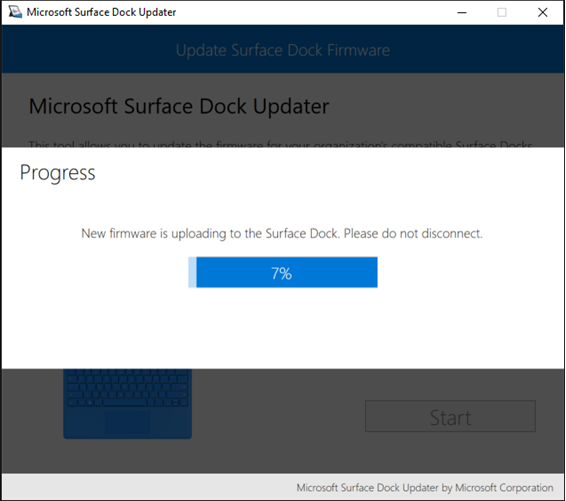 Microsoft Surface Dock Updater
Update Surface Dock Firmware
Microsoft Surface Dock Updater
This tool allows you to update the firmware for your organization's compatible Surface Docks
Progress
New firmware is uploading to the Surface Dock. Please do not disconnect.
7%
Start
Microsoft Surface Dock Updater by Microsoft Corporation